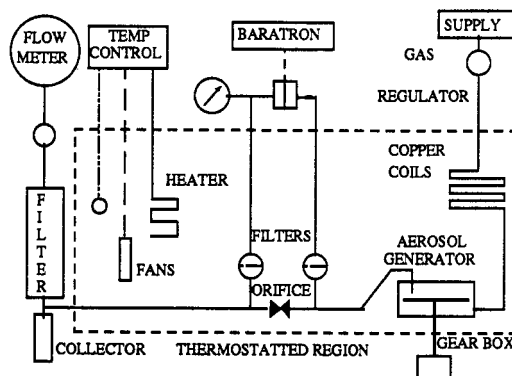 FLOW
METER
TEMP
CONTROL
BARATRON
SUPPLY
GAS
REGULATOR
COPPER
COILS
HEATER
FILTER
FANS
FILTERS
AEROSOL
GENERATOR
ORIFICE
COLLECTOR
THERMOSTATTED REGION
GEAR BOX